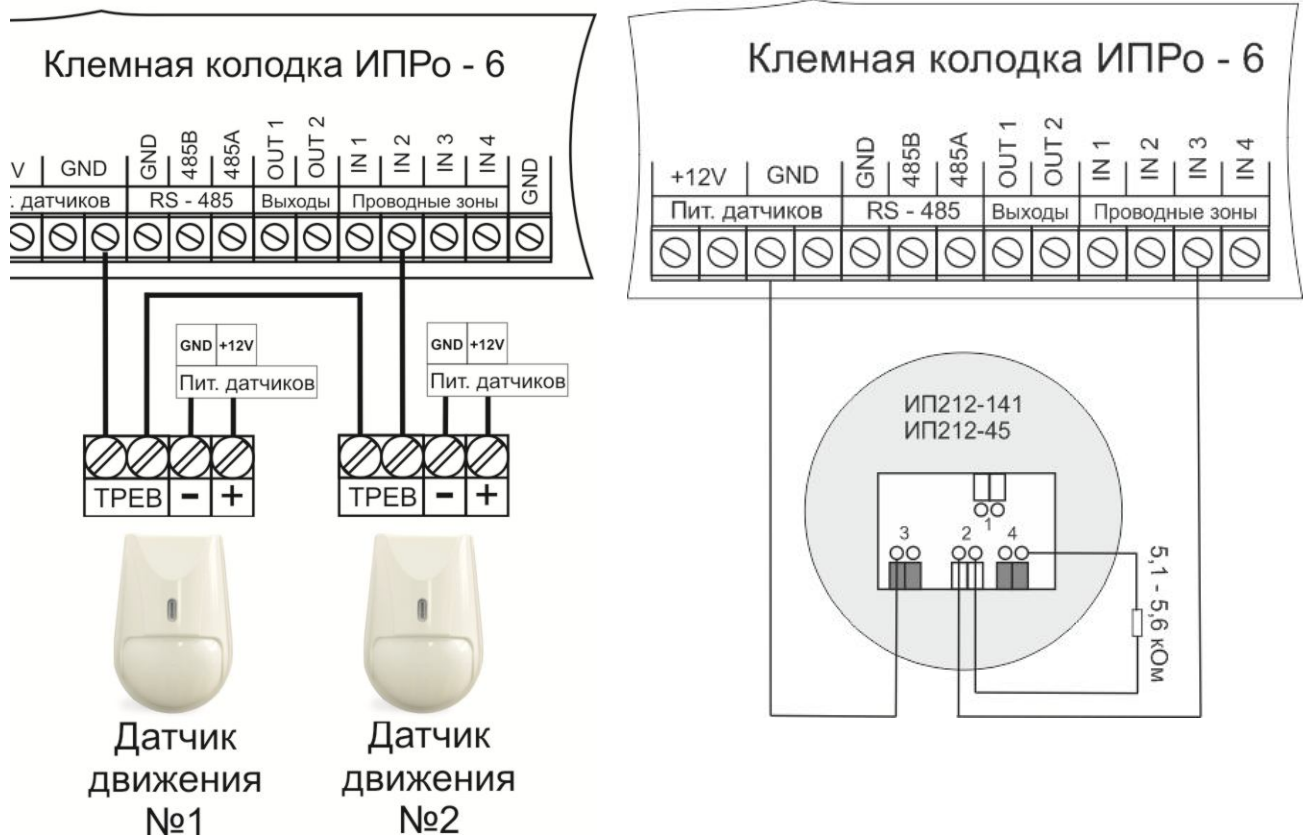 Клемная колодка ИПРо - 6
V GND GND 485B 485A OUT 1 OUT 2 IN 1 IN 2 IN 3 IN 4 GND
т. датчиков RS - 485 Выходы Проводные зоны
GND +12V
Пит. датчиков
GND +12V
Пит. датчиков
ТРЕВ - +
ТРЕВ - +
Датчик
движения
№1
Датчик
движения
№2
Клемная колодка ИПРо - 6
+12V GND GND 485B 485A OUT 1 OUT 2 IN 1 IN 2 IN 3 IN 4
Пит. датчиков RS - 485 Выходы Проводные зоны
ИП212-141
ИП212-45
1
3 2 4
5,1 - 5,6 кОм